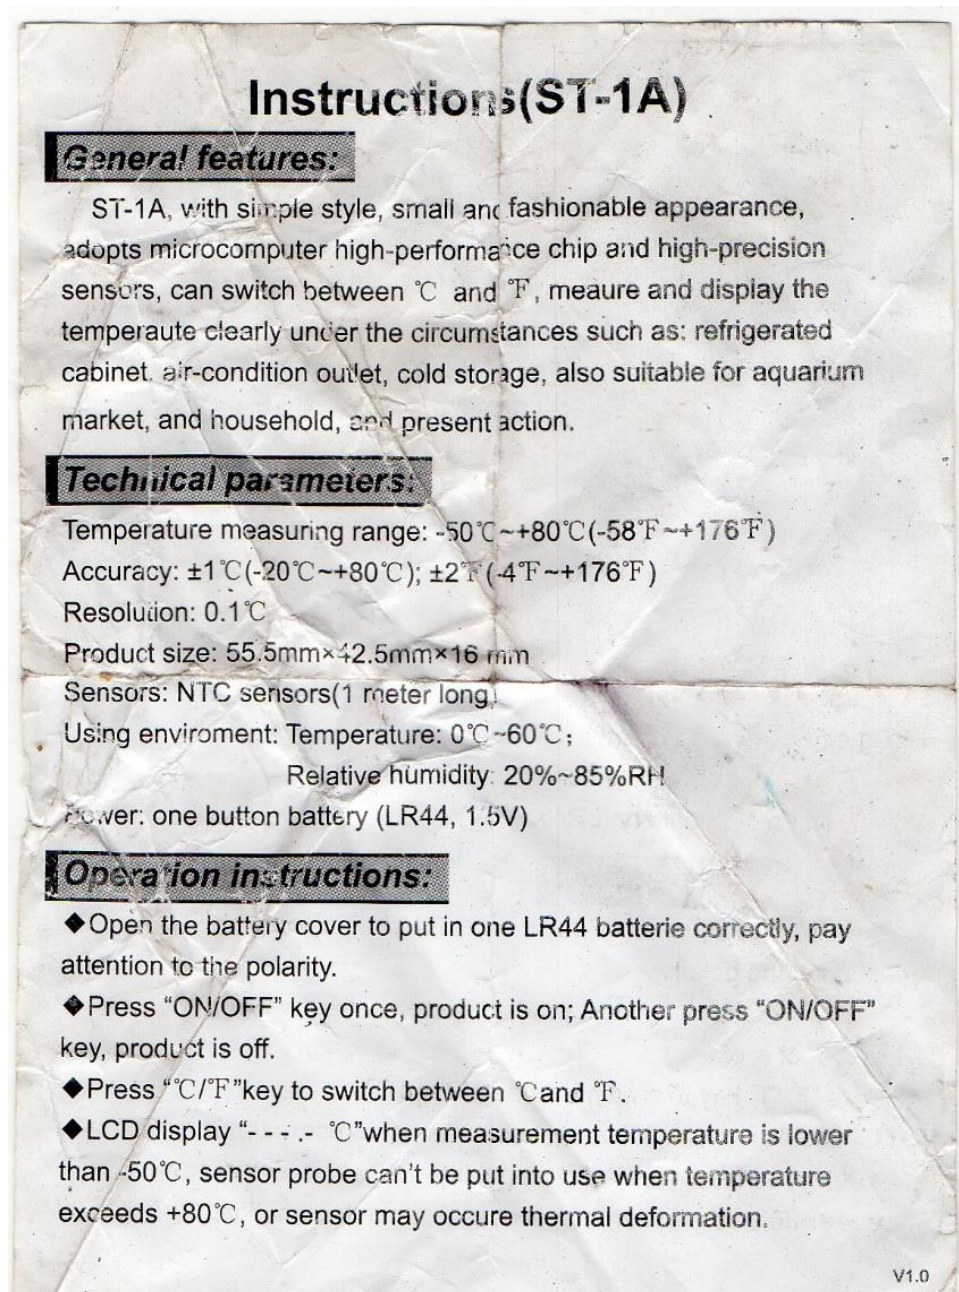 Instructions(ST-1A)
General features:
ST-1A, with simple style, small and fashionable appearance,
adopts microcomputer high-performance chip and high-precision
sensors, can switch between ℃ and ℉, meaure and display the
temperaute clearly under the circumstances such as: refrigerated
cabinet. air-condition outlet, cold storage, also suitable for aquarium
market, and household, and present action.
Technical parameters:
Temperature measuring range: -50℃~+80℃(-58℉~+176℉)
Accuracy: ±1℃(-20℃~+80℃); ±2℉(-4℉~+176℉)
Resolution: 0.1℃
Product size: 55.5mm×42.5mm×16 mm
Sensors: NTC sensors(1 meter long)
Using enviroment: Temperature: 0℃~60℃;
Relative humidity: 20%~85%RH
Power: one button battery (LR44, 1.5V)
Operation instructions:
◆Open the battery cover to put in one LR44 batterie correctly, pay
attention to the polarity.
◆Press “ON/OFF” key once, product is on; Another press “ON/OFF”
key, product is off.
◆Press “℃/℉”key to switch between ℃and ℉.
◆LCD display “- - - .- ℃”when measurement temperature is lower
than -50℃, sensor probe can't be put into use when temperature
exceeds +80℃, or sensor may occure thermal deformation.
V1.0